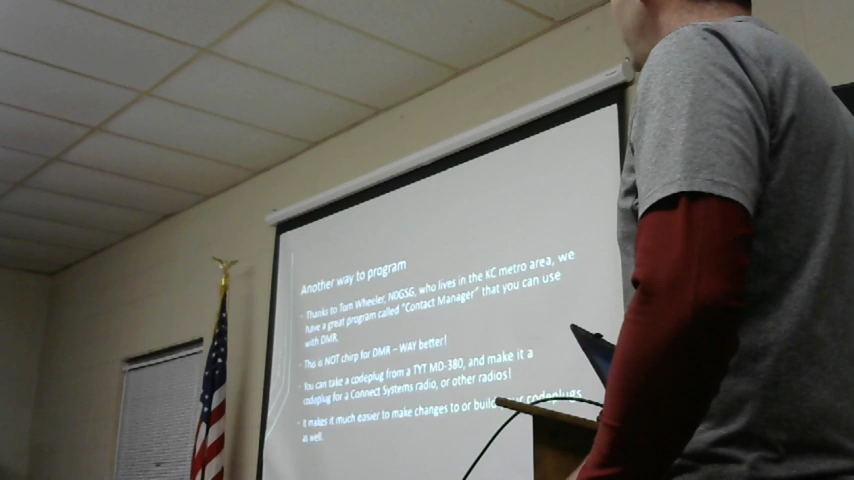 Another way to program
- Thanks to Tom Wheeler, N0GSG, who lives in the KC metro area, we
have a great program called "Contact Manager" that you can use
with DMR.
- This is NOT chirp for DMR – WAY better!
- You can take a codeplug from a TYT MD-380, and make it a
codeplug for a Connect Systems radio, or other radios!
- It makes it much easier to make changes to or build your codeplugs
as well.